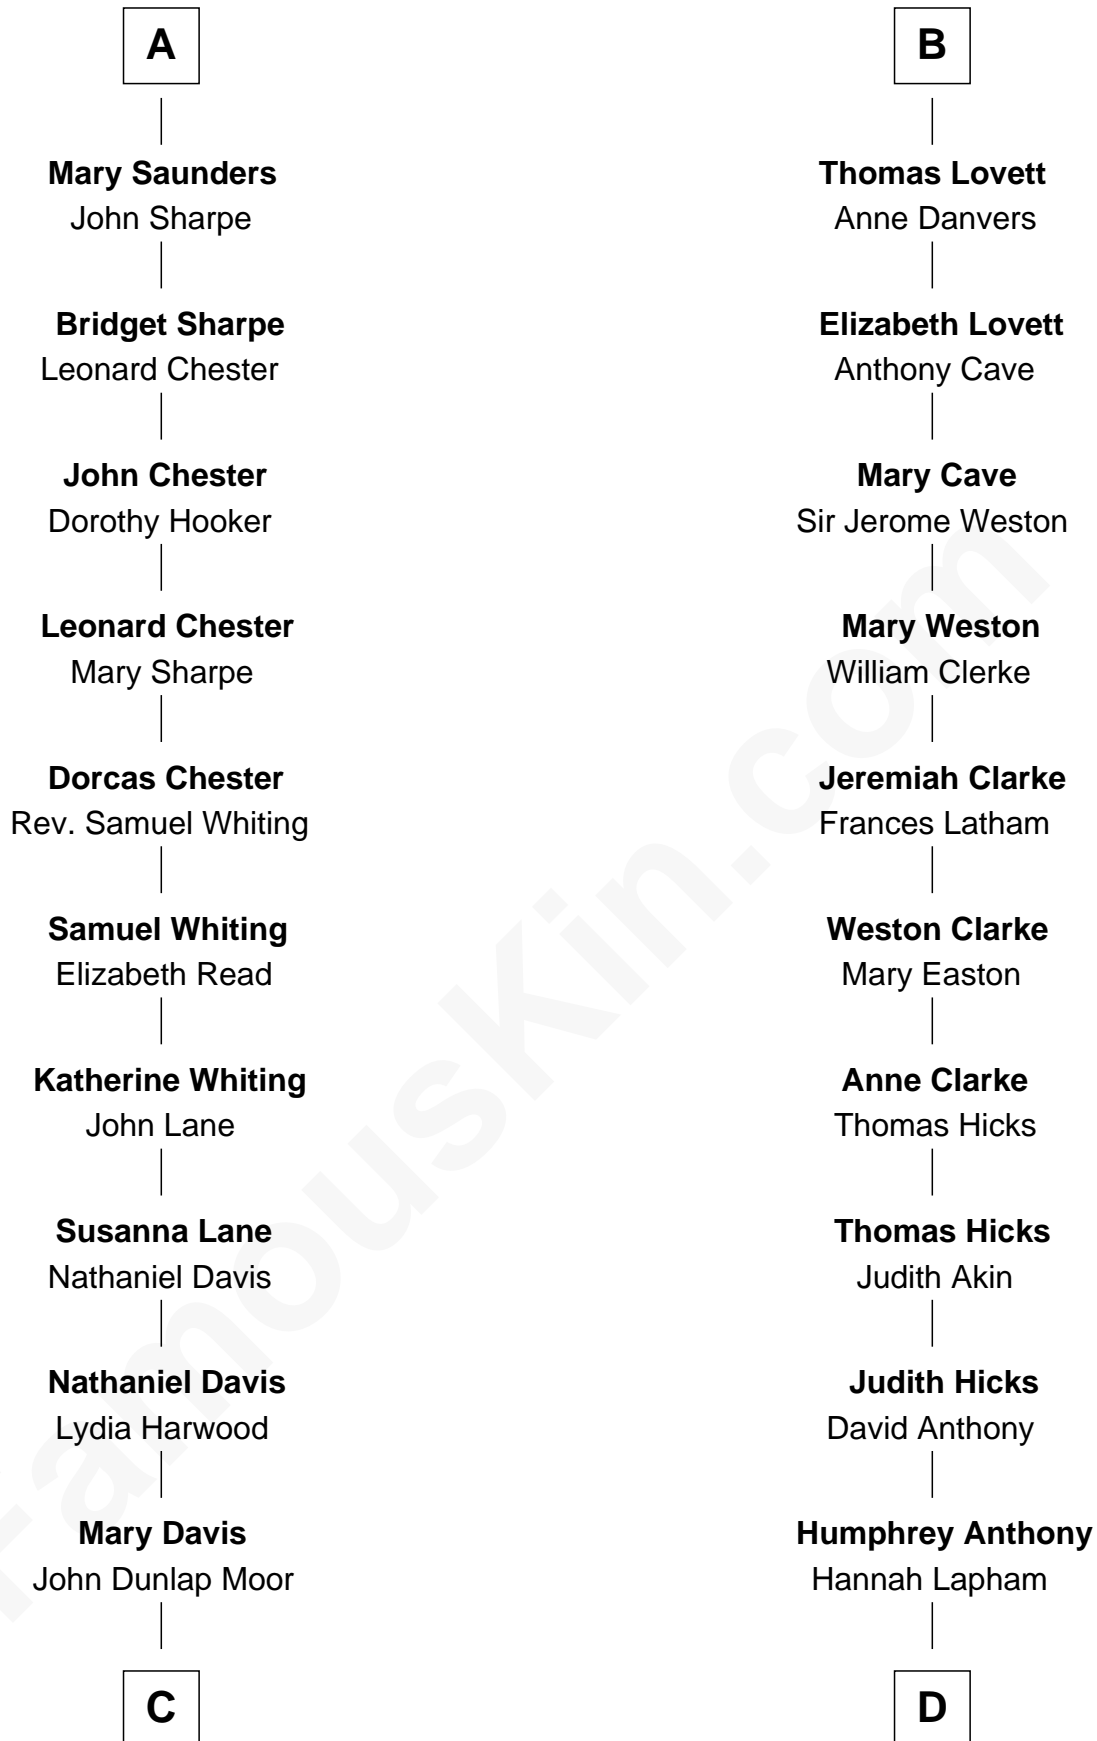 A
Mary Saunders
John Sharpe
Bridget Sharpe
Leonard Chester
John Chester
Dorothy Hooker
Leonard Chester
Mary Sharpe
Dorcas Chester
Rev. Samuel Whiting
Samuel Whiting
Elizabeth Read
Katherine Whiting
John Lane
Susanna Lane
Nathaniel Davis
Nathaniel Davis
Lydia Harwood
Mary Davis
John Dunlap Moor
C
B
Thomas Lovett
Anne Danvers
Elizabeth Lovett
Anthony Cave
Mary Cave
Sir Jerome Weston
Mary Weston
William Clerke
Jeremiah Clarke
Frances Latham
Weston Clarke
Mary Easton
Anne Clarke
Thomas Hicks
Thomas Hicks
Judith Akin
Judith Hicks
David Anthony
Humphrey Anthony
Hannah Lapham
D
FamousKin.com